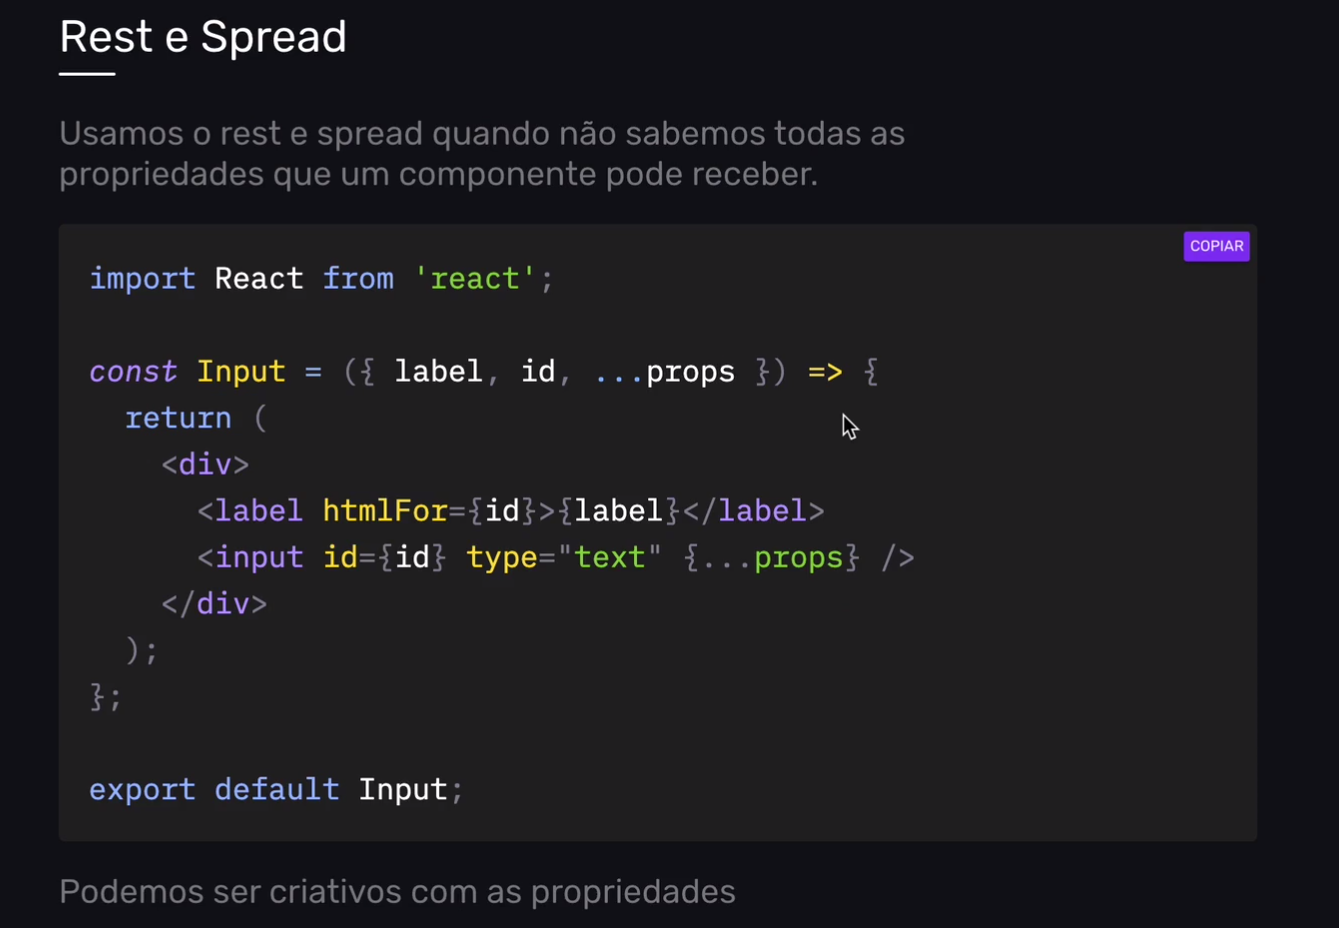 Rest e Spread
Usamos o rest e spread quando não sabemos todas as
propriedades que um componente pode receber.
COPIAR
import React from 'react';
const Input = ({ label, id, ...props }) => {
  return (
    <div>
      <label htmlFor={id}>{label}</label>
      <input id={id} type="text" {...props} />
    </div>
  );
};
export default Input;
Podemos ser criativos com as propriedades